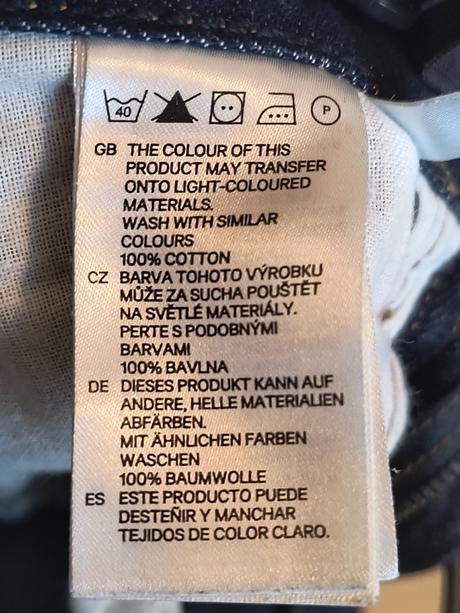 40 P
GB THE COLOUR OF THIS
PRODUCT MAY TRANSFER
ONTO LIGHT-COLOURED
MATERIALS.
WASH WITH SIMILAR
COLOURS
100% COTTON
CZ BARVA TOHOTO VÝROBKU
MŮŽE ZA SUCHA POUŠTĚT
NA SVĚTLÉ MATERIÁLY.
PERTE S PODOBNÝMI
BARVAMI
100% BAVLNA
DE DIESES PRODUKT KANN AUF
ANDERE, HELLE MATERIALIEN
ABFÄRBEN.
MIT ÄHNLICHEN FARBEN
WASCHEN
100% BAUMWOLLE
ES ESTE PRODUCTO PUEDE
DESTEÑIR Y MANCHAR
TEJIDOS DE COLOR CLARO.